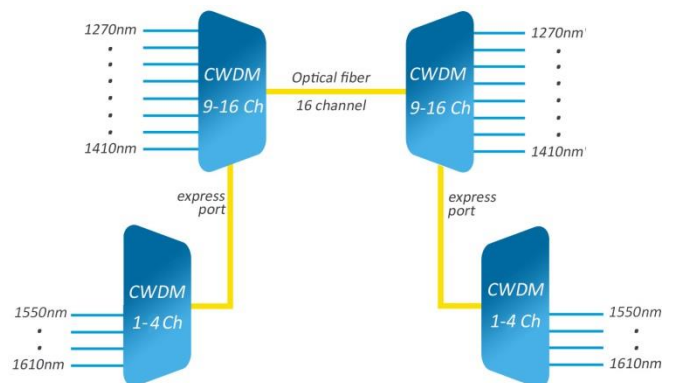 1270nm
1410nm
CWDM
9-16 Ch
Optical fiber
16 channel
CWDM
9-16 Ch
1270nm'
1410nm'
express
port
express
port
1550nm
1610nm
CWDM
1-4 Ch
CWDM
1-4 Ch
1550nm
1610nm